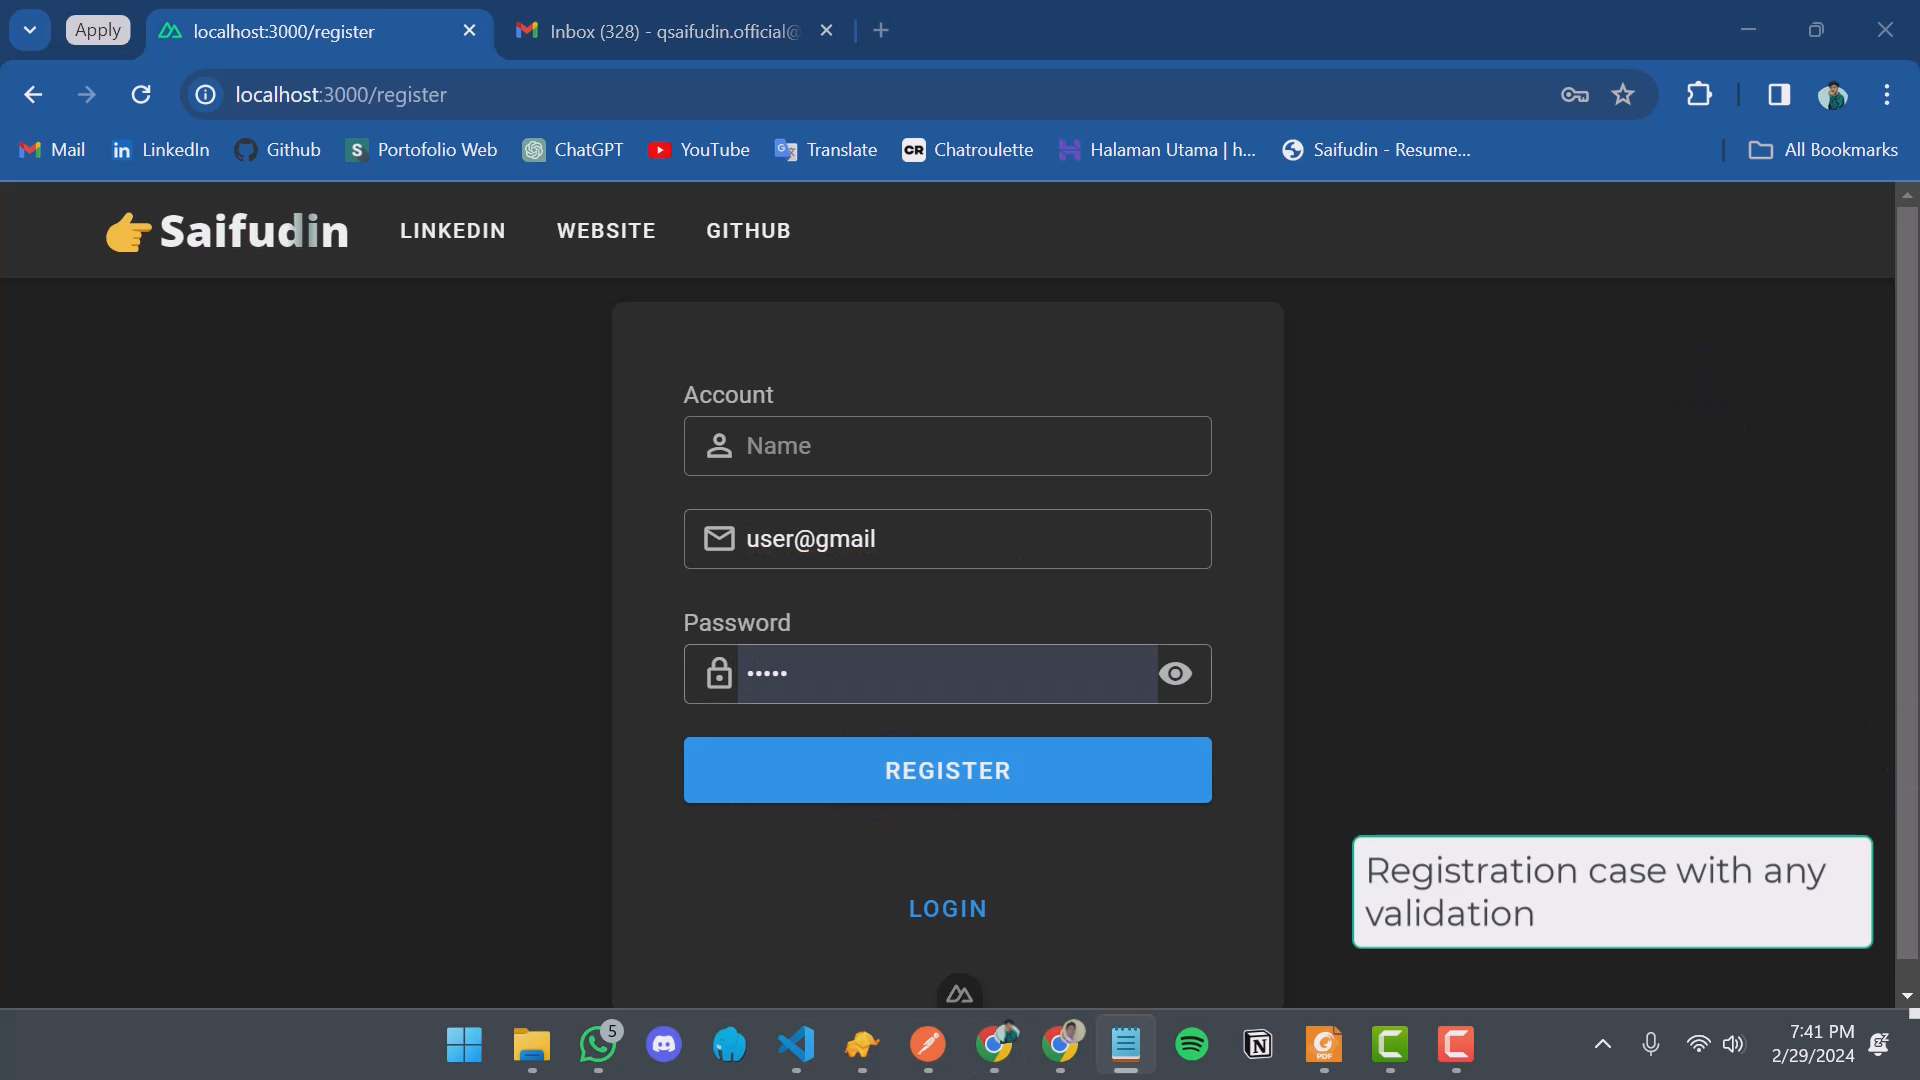 Apply
localhost:3000/register
Inbox (328) - qsaifudin.official@
localhost:3000/register
Mail
LinkedIn
Github
Portofolio Web
ChatGPT
YouTube
Translate
CR Chatroulette
Halaman Utama | h...
Saifudin - Resume...
All Bookmarks
Saifudin
LINKEDIN
WEBSITE
GITHUB
Account
Name
user@gmail
Password
•••••
REGISTER
LOGIN
Registration case with any
validation
5
PDF
7:41 PM
2/29/2024